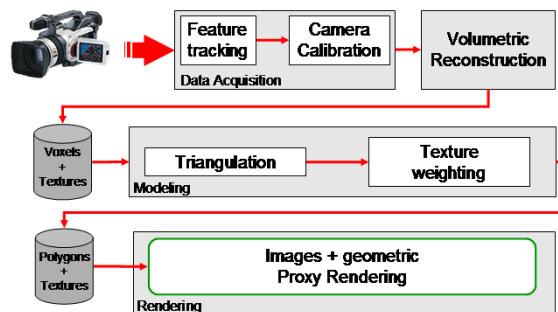 Feature
tracking
Camera
Calibration
Data Acquisition
Volumetric
Reconstruction
Voxels
+
Textures
Triangulation
Texture
weighting
Modeling
Polygons
+
Textures
Images + geometric
Proxy Rendering
Rendering